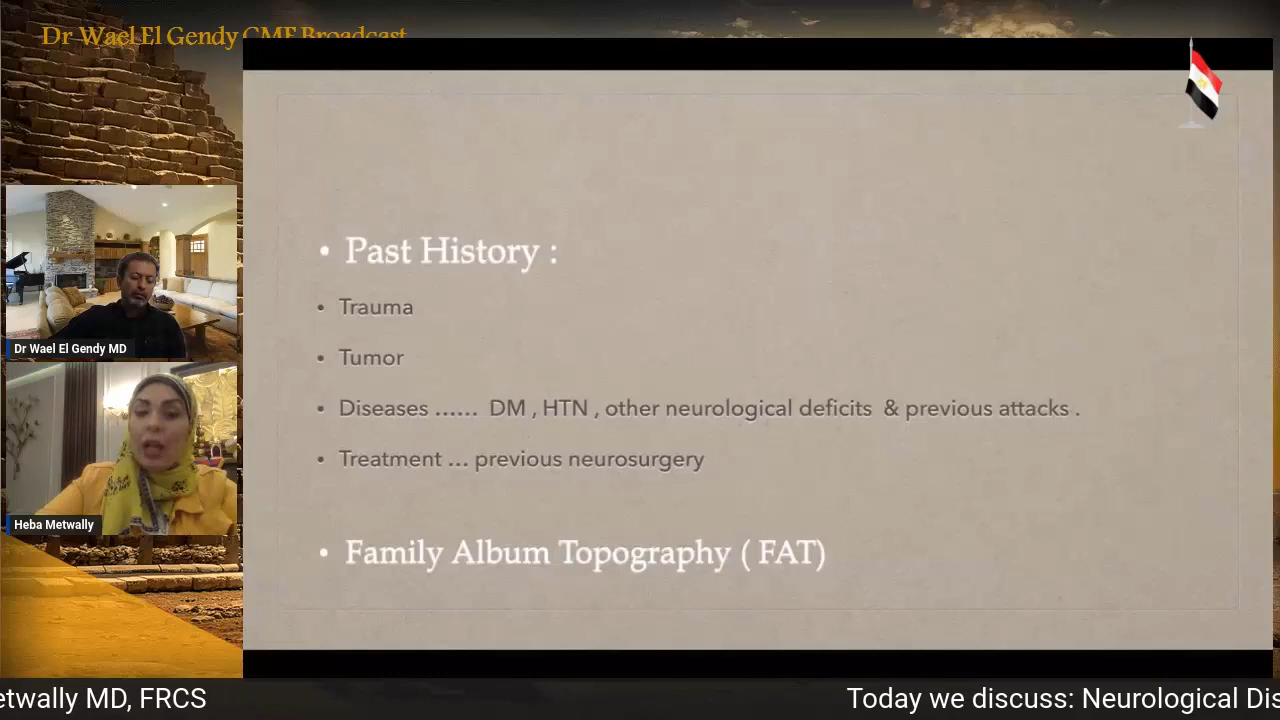 Dr Wael El Gendy CME Broadcast
• Past History :
• Trauma
• Tumor
• Diseases ...... DM , HTN , other neurological deficits & previous attacks .
• Treatment ... previous neurosurgery
• Family Album Topography ( FAT)
Dr Wael El Gendy MD
Heba Metwally
etwally MD, FRCS
Today we discuss: Neurological Dis